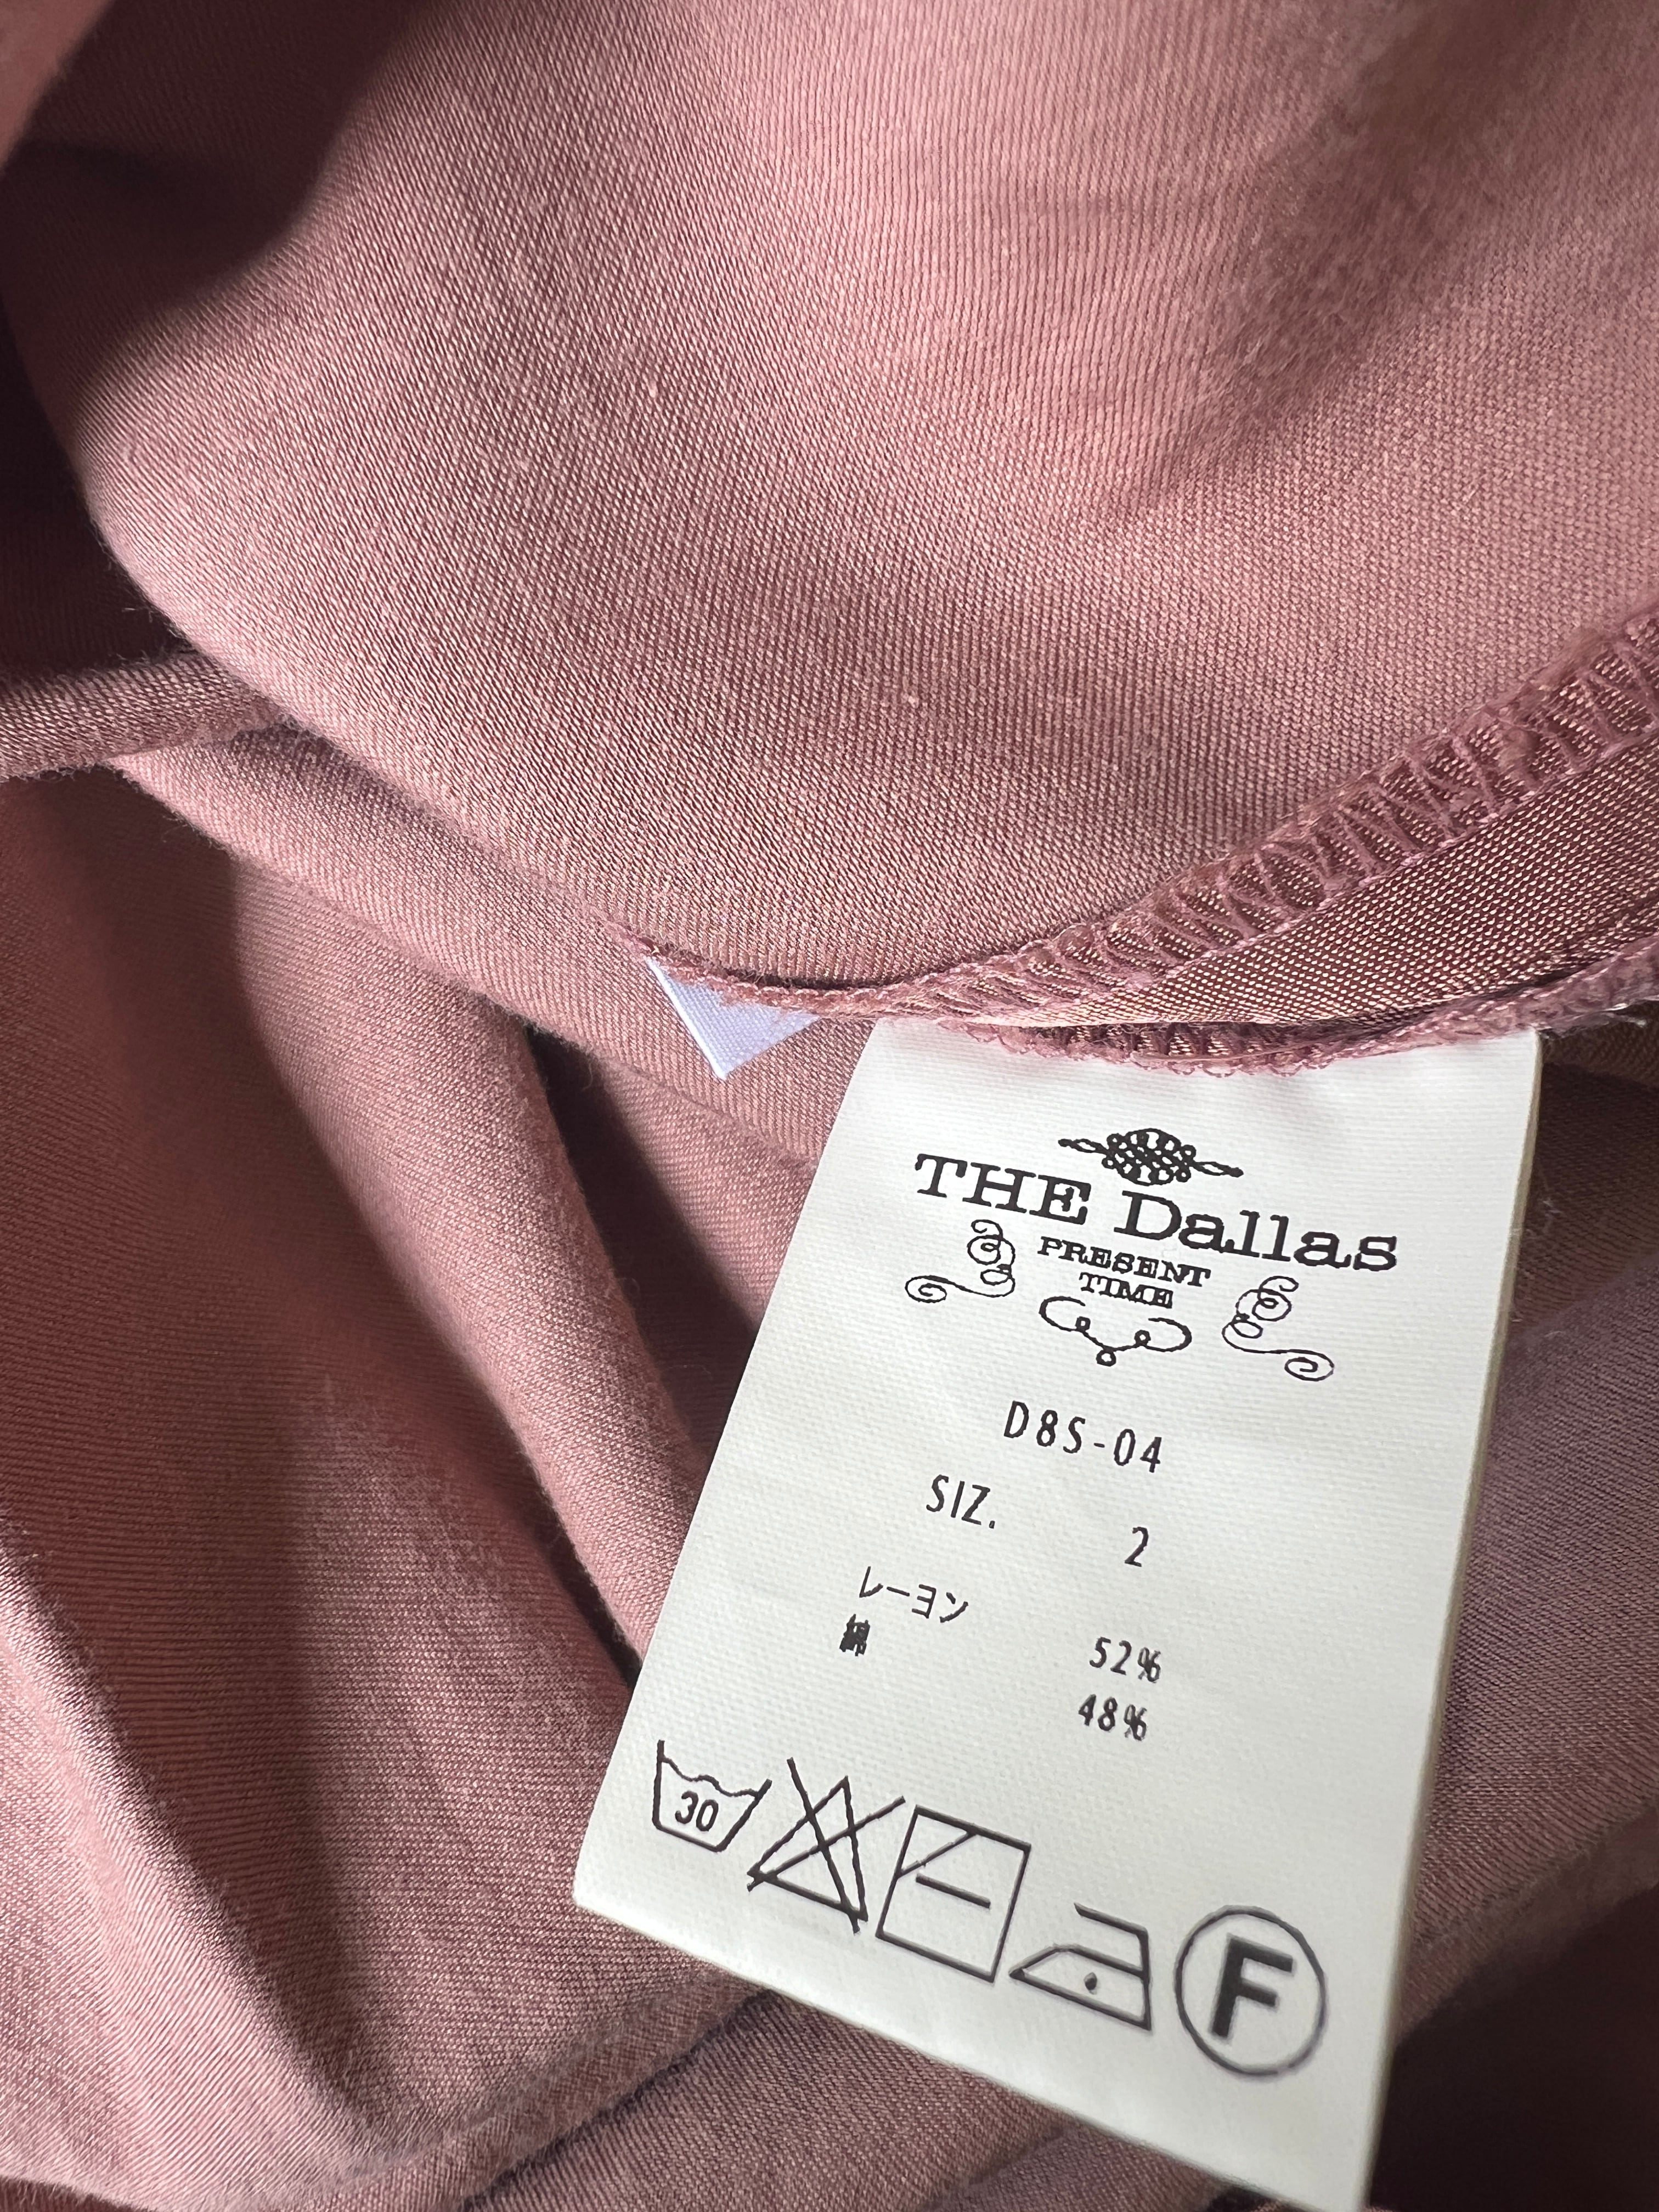 THE Dallas
PRESENT
TIME
D8S-04
SIZ. 2
レーヨン 52%
綿 48%
30
F